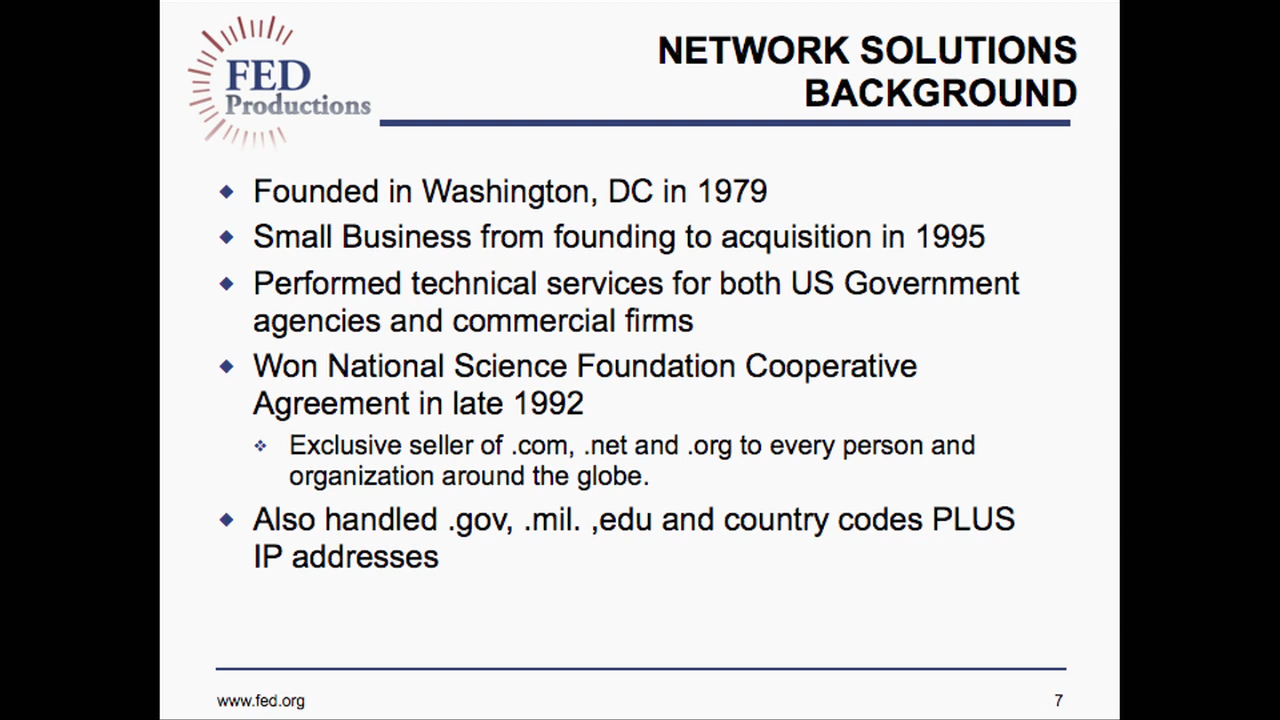 FED
Productions
NETWORK SOLUTIONS
BACKGROUND
Founded in Washington, DC in 1979
Small Business from founding to acquisition in 1995
Performed technical services for both US Government
agencies and commercial firms
Won National Science Foundation Cooperative
Agreement in late 1992
Exclusive seller of .com, .net and .org to every person and
organization around the globe.
Also handled .gov, .mil. ,edu and country codes PLUS
IP addresses
www.fed.org
7